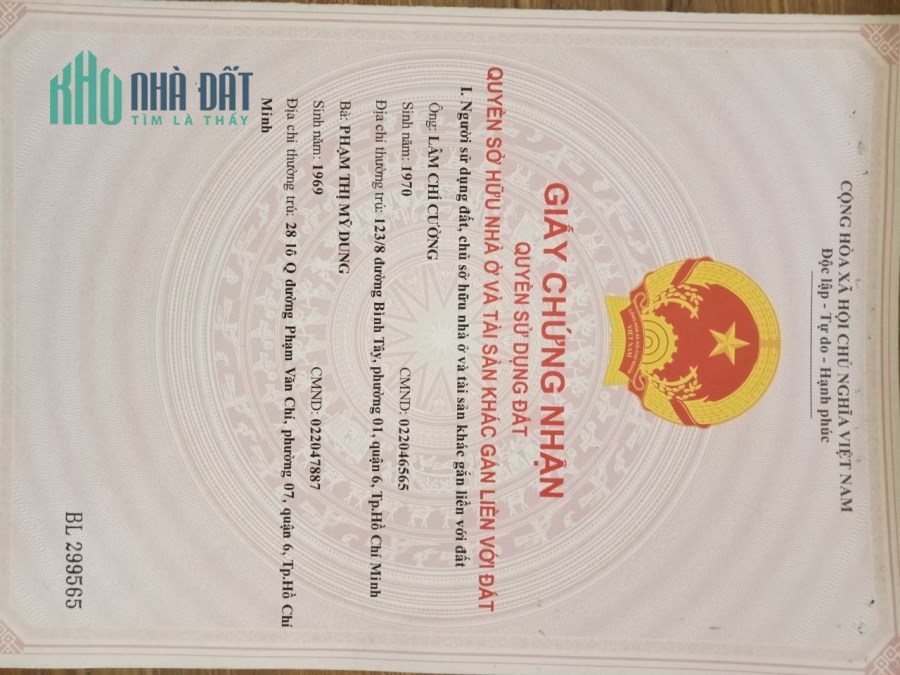 CỘNG HÒA XÃ HỘI CHỦ NGHĨA VIỆT NAM
Độc lập - Tự do - Hạnh phúc
VIỆT NAM
GIẤY CHỨNG NHẬN
QUYỀN SỬ DỤNG ĐẤT
QUYỀN SỞ HỮU NHÀ Ở VÀ TÀI SẢN KHÁC GẮN LIỀN VỚI ĐẤT
I. Người sử dụng đất, chủ sở hữu nhà ở và tài sản khác gắn liền với đất
Ông: LÂM CHÍ CƯỜNG
Sinh năm: 1970 CMND: 022046565
Địa chỉ thường trú: 123/8 đường Bình Tây, phường 01, quận 6, Tp.Hồ Chí Minh
Bà: PHẠM THỊ MỸ DUNG
Sinh năm: 1969 CMND: 022047887
Địa chỉ thường trú: 28 lô Q đường Phạm Văn Chí, phường 07, quận 6, Tp.Hồ Chí
Minh
BL 299565
KHO NHÀ ĐẤT
TÌM LÀ THẤY